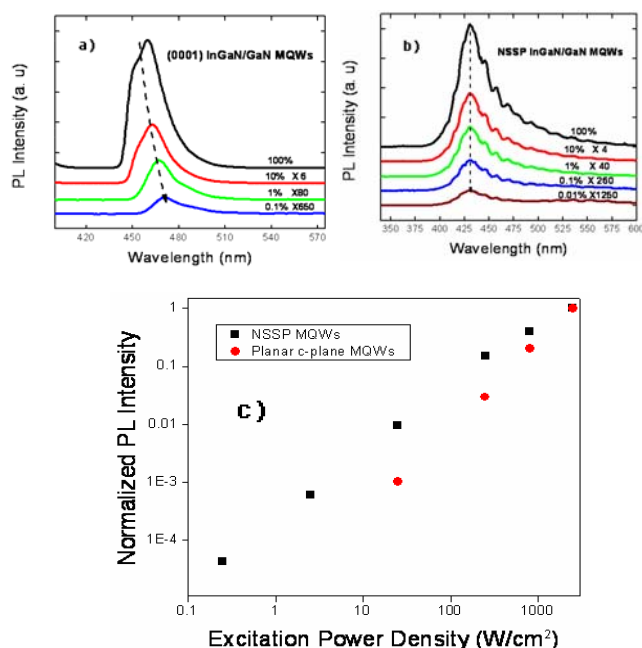 a)
(0001) InGaN/GaN MQWs
PL Intensity (a. u)
100%
10% X 6
1% X80
0.1% X650
420 450 480 510 540 575
Wavelength (nm)
b)
NSSP InGaN/GaN MQWs
PL Intensity (a. u)
100%
10% X 4
1% X 40
0.1% X 260
0.01% X1250
350 375 400 425 450 475 500 525 550 575 600
Wavelength (nm)
c)
NSSP MQWs
Planar c-plane MQWs
Normalized PL Intensity
1
0.1
0.01
1E-3
1E-4
0.1 1 10 100 1000
Excitation Power Density (W/cm²)